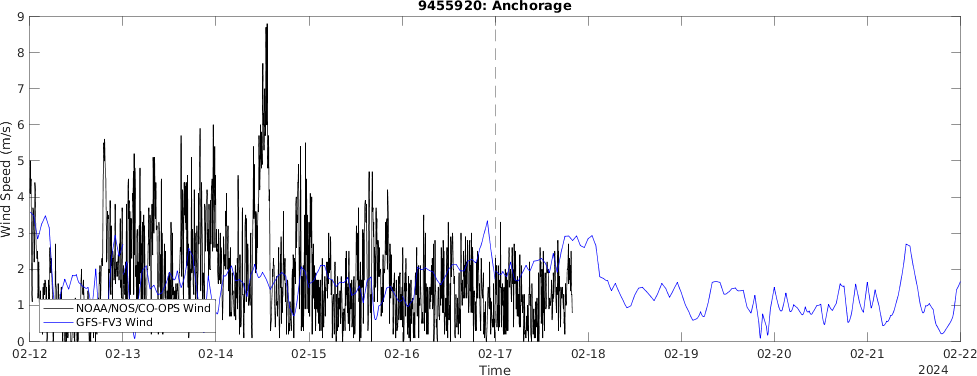 9455920: Anchorage
Wind Speed (m/s)
9
8
7
6
5
4
3
2
1
0
NOAA/NOS/CO-OPS Wind
GFS-FV3 Wind
02-12 02-13 02-14 02-15 02-16 02-17 02-18 02-19 02-20 02-21 02-22
Time
2024